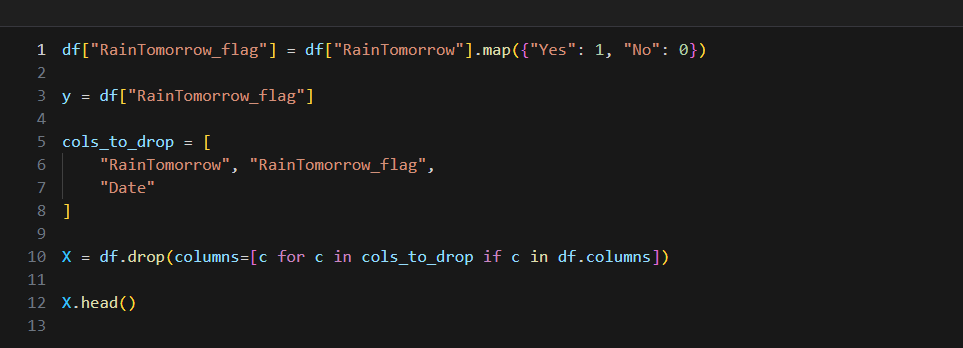 1 df["RainTomorrow_flag"] = df["RainTomorrow"].map({"Yes": 1, "No": 0})
2
3 y = df["RainTomorrow_flag"]
4
5 cols_to_drop = [
6     "RainTomorrow", "RainTomorrow_flag",
7     "Date"
8 ]
9
10 X = df.drop(columns=[c for c in cols_to_drop if c in df.columns])
11
12 X.head()
13